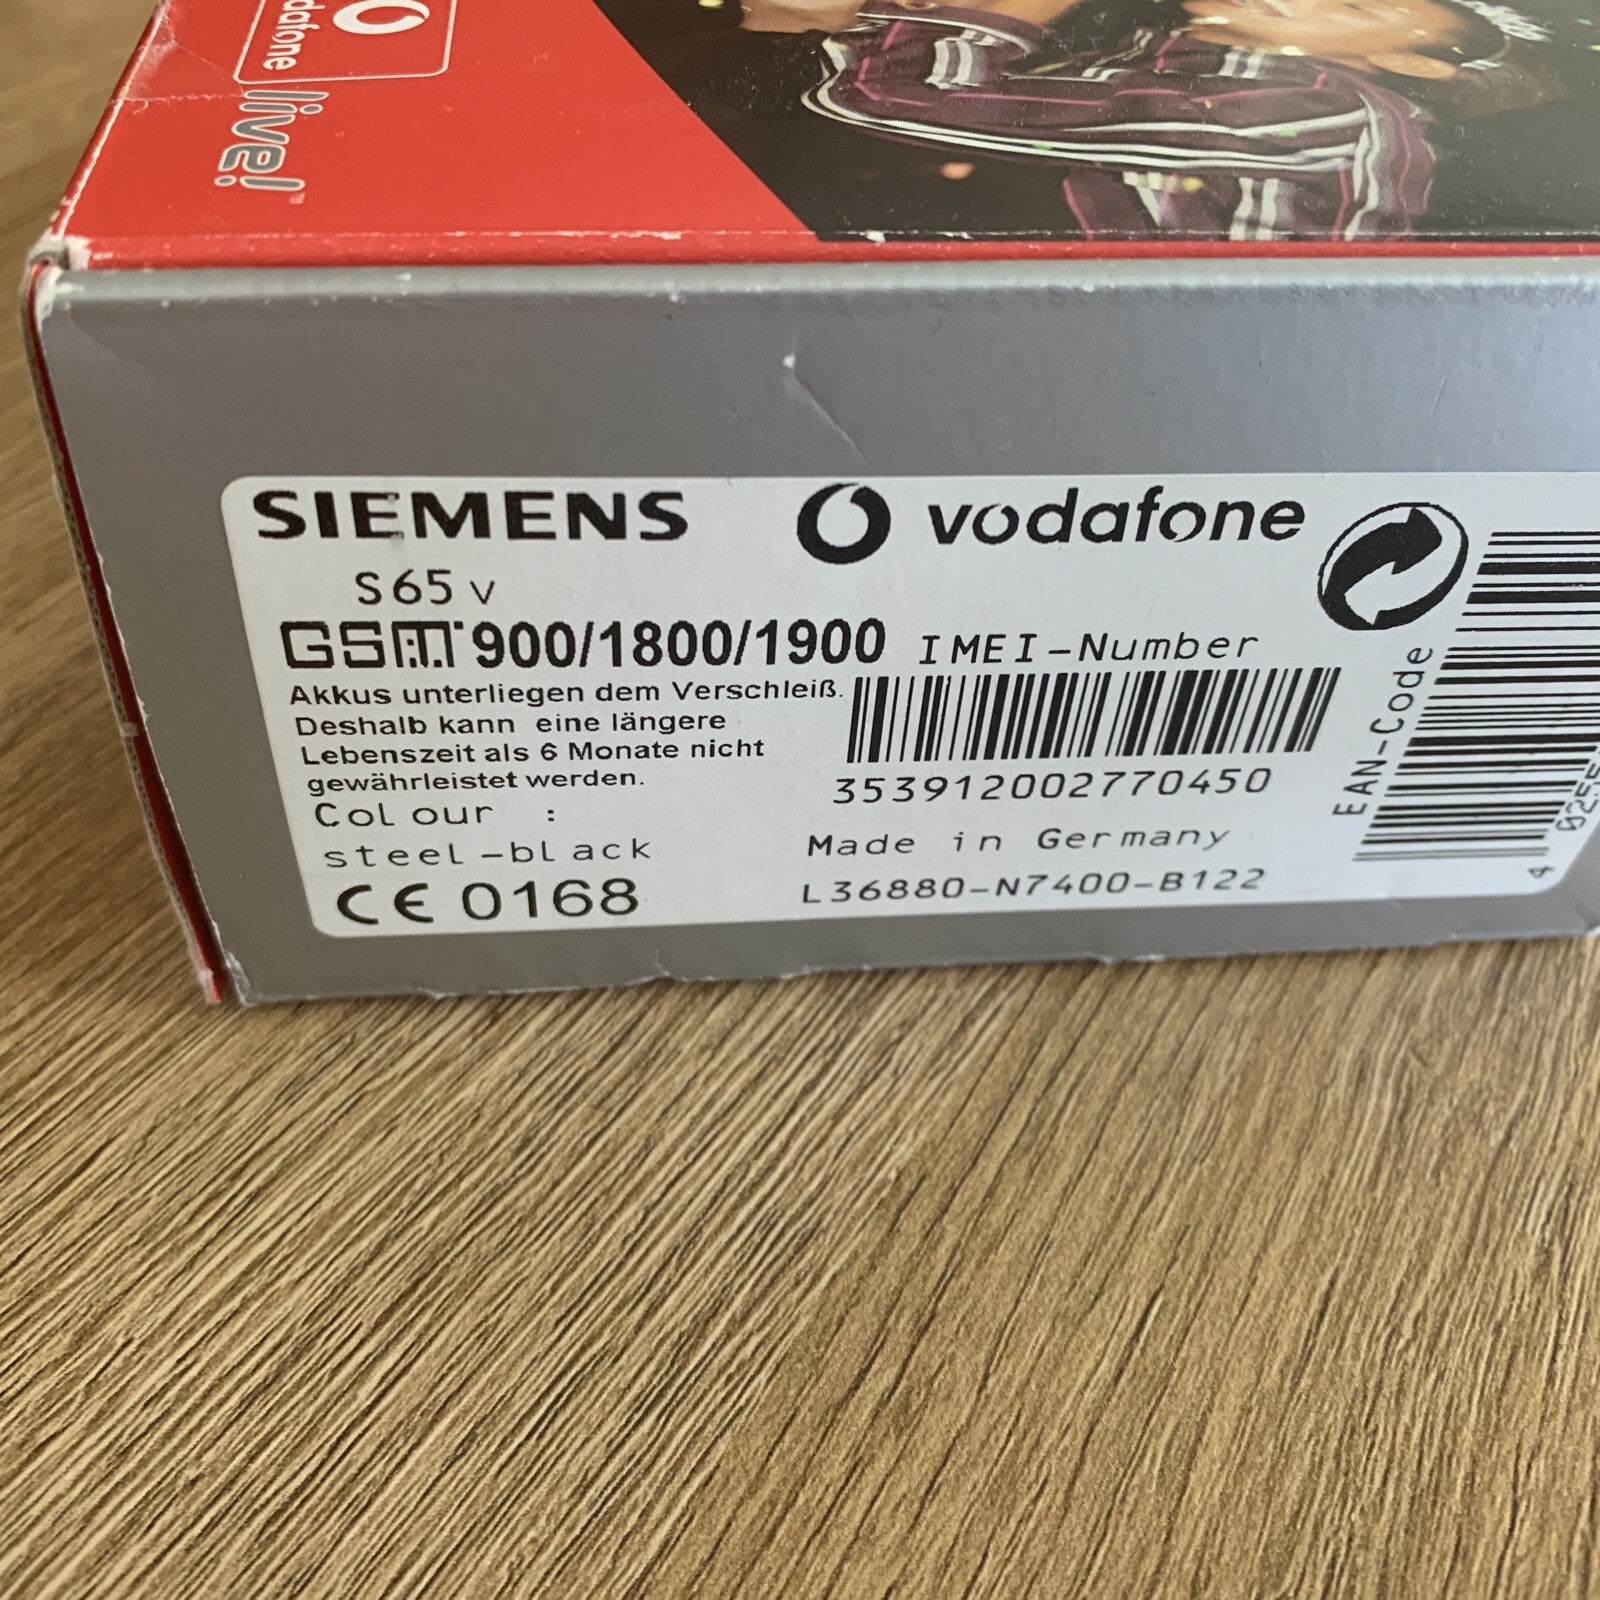 vodafone live!
SIEMENS vodafone
S65v
GSM 900/1800/1900 IMEI-Number
Akkus unterliegen dem Verschleiß.
Deshalb kann eine längere
Lebenszeit als 6 Monate nicht
gewährleistet werden.
353912002770450
Colour :
steel-black
Made in Germany
CE 0168
L36880-N7400-B122
EAN-Code
4